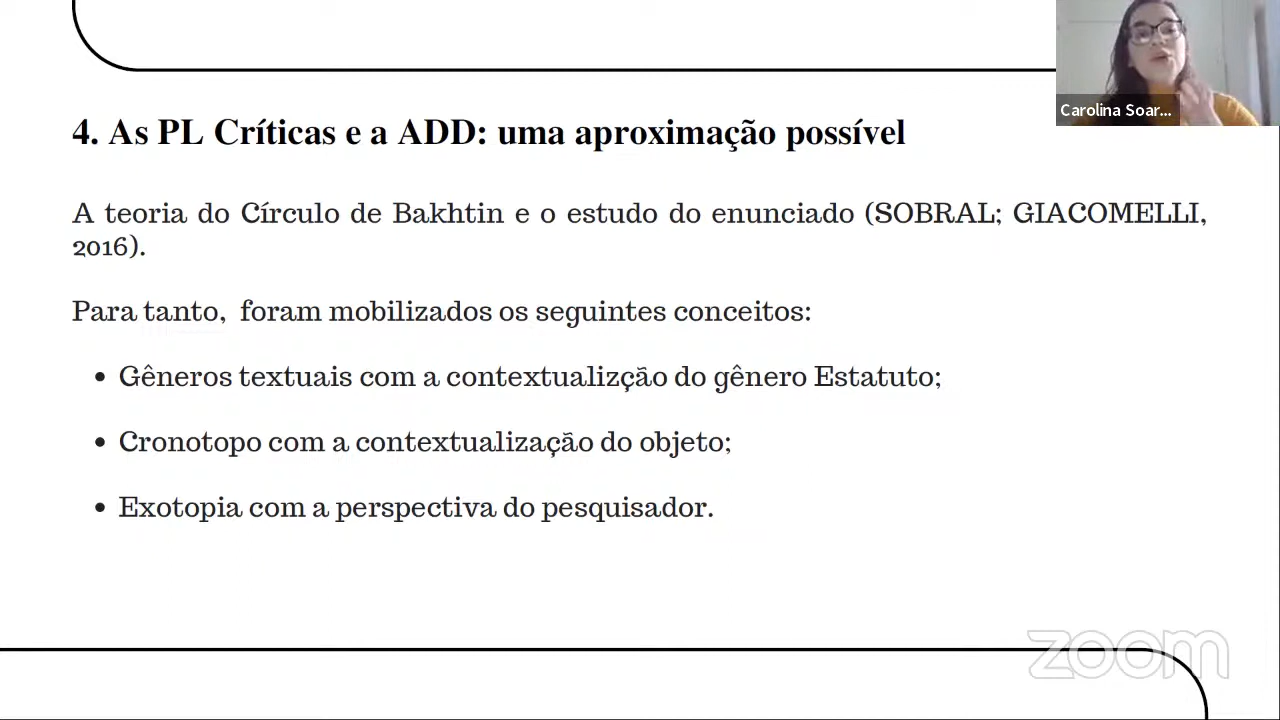 Carolina Soar...
4. As PL Críticas e a ADD: uma aproximação possível
A teoria do Círculo de Bakhtin e o estudo do enunciado (SOBRAL; GIACOMELLI,
2016).
Para tanto, foram mobilizados os seguintes conceitos:
• Gêneros textuais com a contextualizção do gênero Estatuto;
• Cronotopo com a contextualização do objeto;
• Exotopia com a perspectiva do pesquisador.
zoom